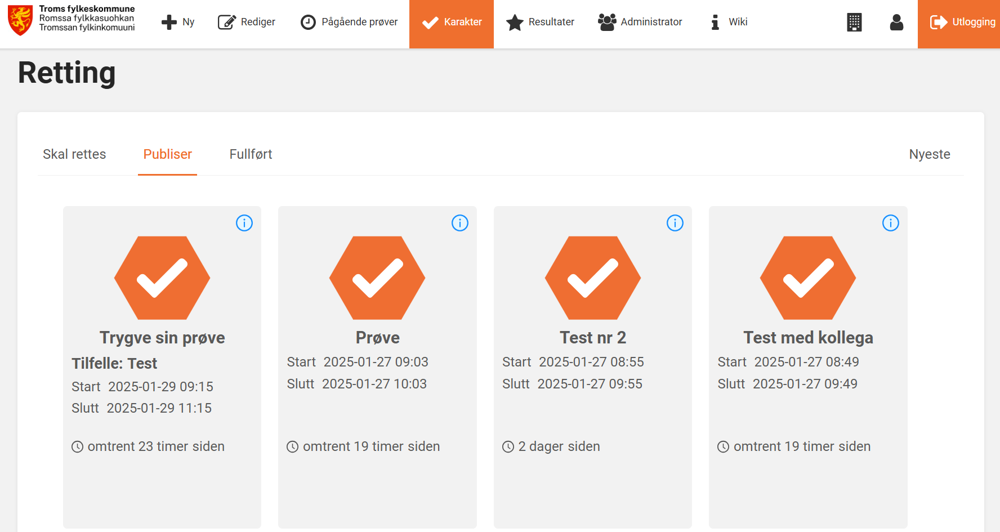 Troms fylkeskommune
Romssa fylkkasuohkan
Tromssan fylkinkomuuni
Ny
Rediger
Pågående prøver
Karakter
Resultater
Administrator
Wiki
Utlogging
Retting
Skal rettes
Publiser
Fullført
Nyeste
Trygve sin prøve
Tilfelle: Test
Start 2025-01-29 09:15
Slutt 2025-01-29 11:15
omtrent 23 timer siden
Prøve
Start 2025-01-27 09:03
Slutt 2025-01-27 10:03
omtrent 19 timer siden
Test nr 2
Start 2025-01-27 08:55
Slutt 2025-01-27 09:55
2 dager siden
Test med kollega
Start 2025-01-27 08:49
Slutt 2025-01-27 09:49
omtrent 19 timer siden